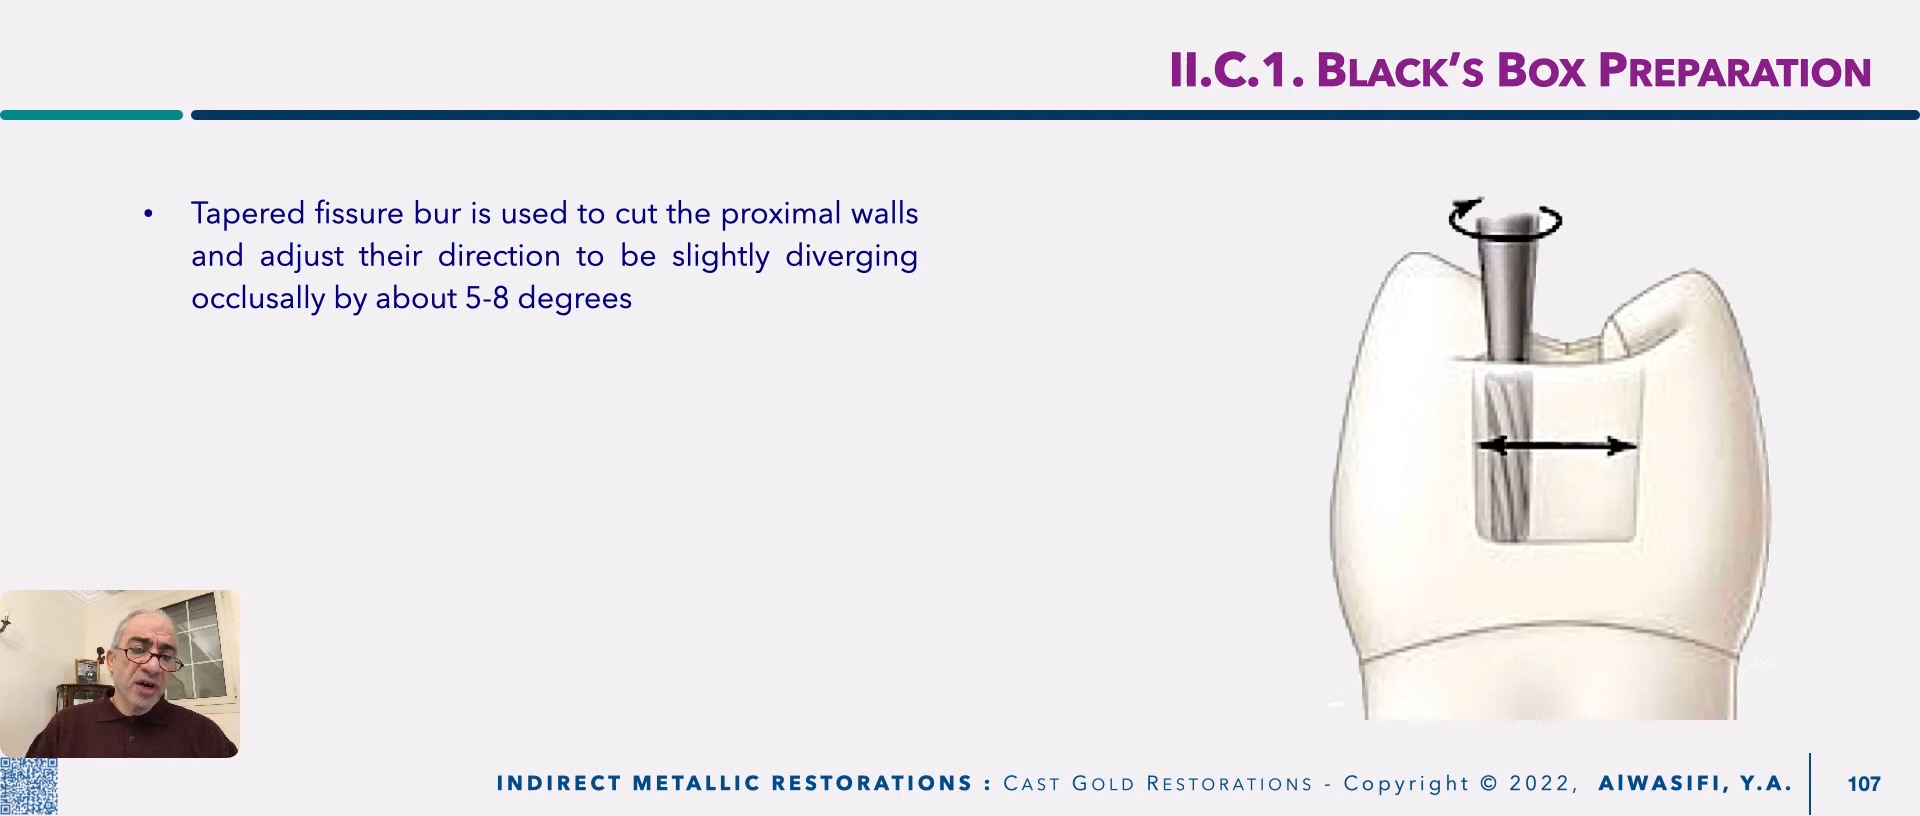 II.C.1. BLACK'S BOX PREPARATION
• Tapered fissure bur is used to cut the proximal walls
and adjust their direction to be slightly diverging
occlusally by about 5-8 degrees
INDIRECT METALLIC RESTORATIONS : CAST GOLD RESTORATIONS - Copyright © 2022, AlWASIFI, Y.A. 107